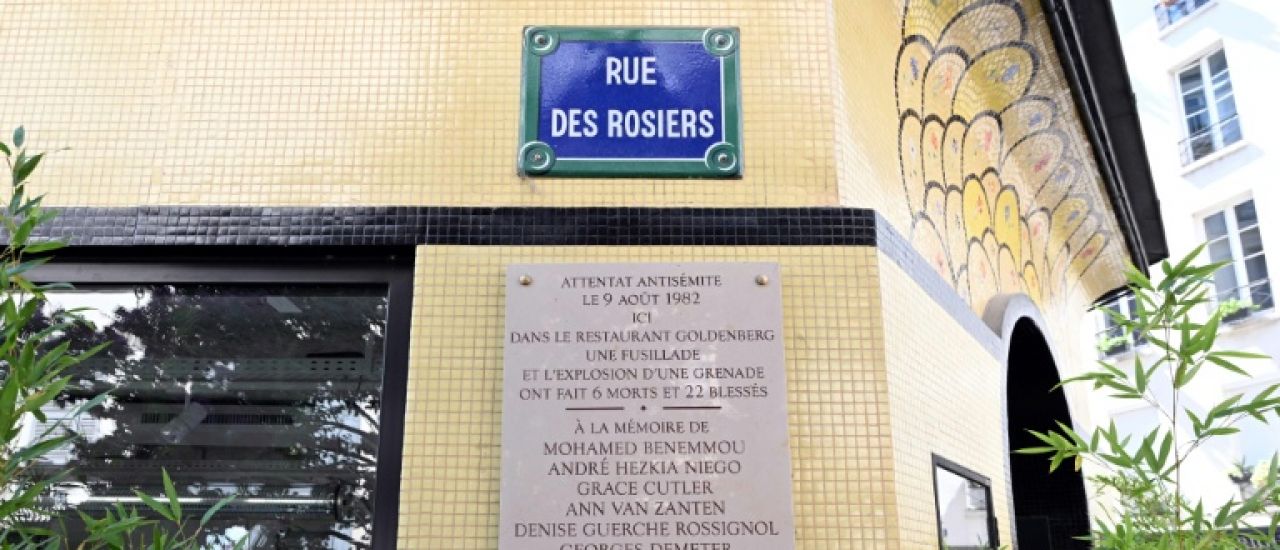 RUE
DES ROSIERS
ATTENTAT ANTISÉMITE
LE 9 AOÛT 1982
ICI
DANS LE RESTAURANT GOLDENBERG
UNE FUSILLADE
ET L'EXPLOSION D'UNE GRENADE
ONT FAIT 6 MORTS ET 22 BLESSÉS
À LA MÉMOIRE DE
MOHAMED BENEMMOU
ANDRÉ HEZKIA NIEGO
GRACE CUTLER
ANN VAN ZANTEN
DENISE GUERCHE ROSSIGNOL
GEORGES DEMETER